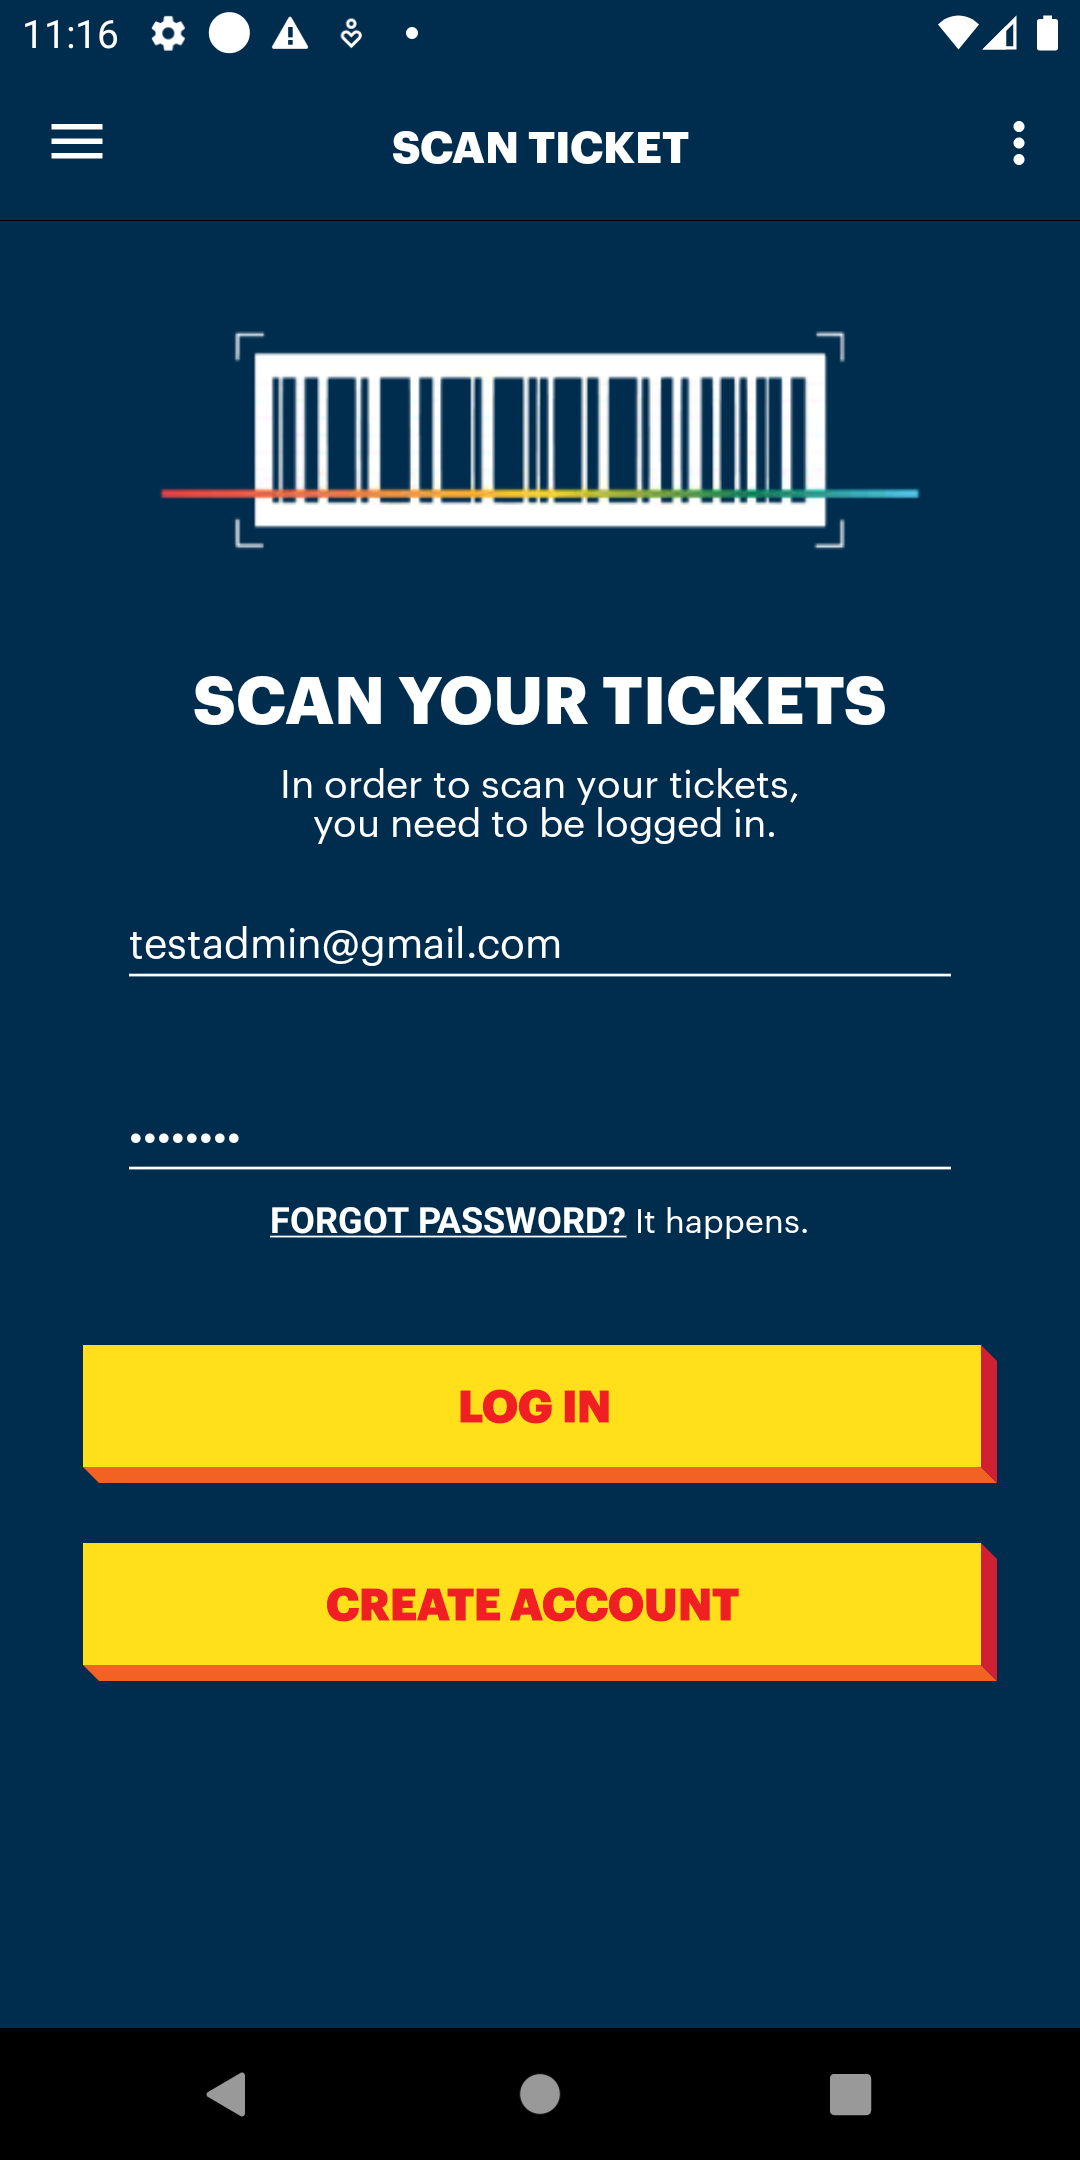 11:16
SCAN TICKET
SCAN YOUR TICKETS
In order to scan your tickets,
you need to be logged in.
testadmin@gmail.com
••••••••
FORGOT PASSWORD? It happens.
LOG IN
CREATE ACCOUNT